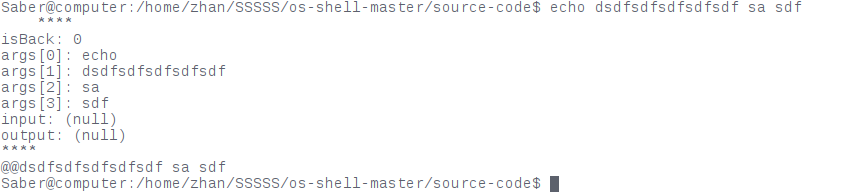 Saber@computer:/home/zhan/SSSSS/os-shell-master/source-code$ echo dsdfsdfsdfsdfsdf sa sdf
****
isBack: 0
args[0]: echo
args[1]: dsdfsdfsdfsdfsdf
args[2]: sa
args[3]: sdf
input: (null)
output: (null)
****
@@dsdfsdfsdfsdfsdf sa sdf
Saber@computer:/home/zhan/SSSSS/os-shell-master/source-code$